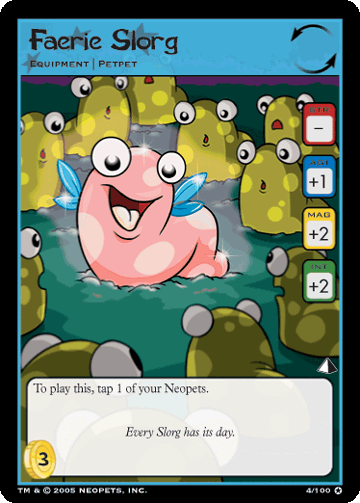 Faerie Slorg
EQUIPMENT | PETPET
STR
–
AGI
+1
MAG
+2
INT
+2
To play this, tap 1 of your Neopets.
Every Slorg has its day.
3
TM & © 2005 NEOPETS, INC.
4/100